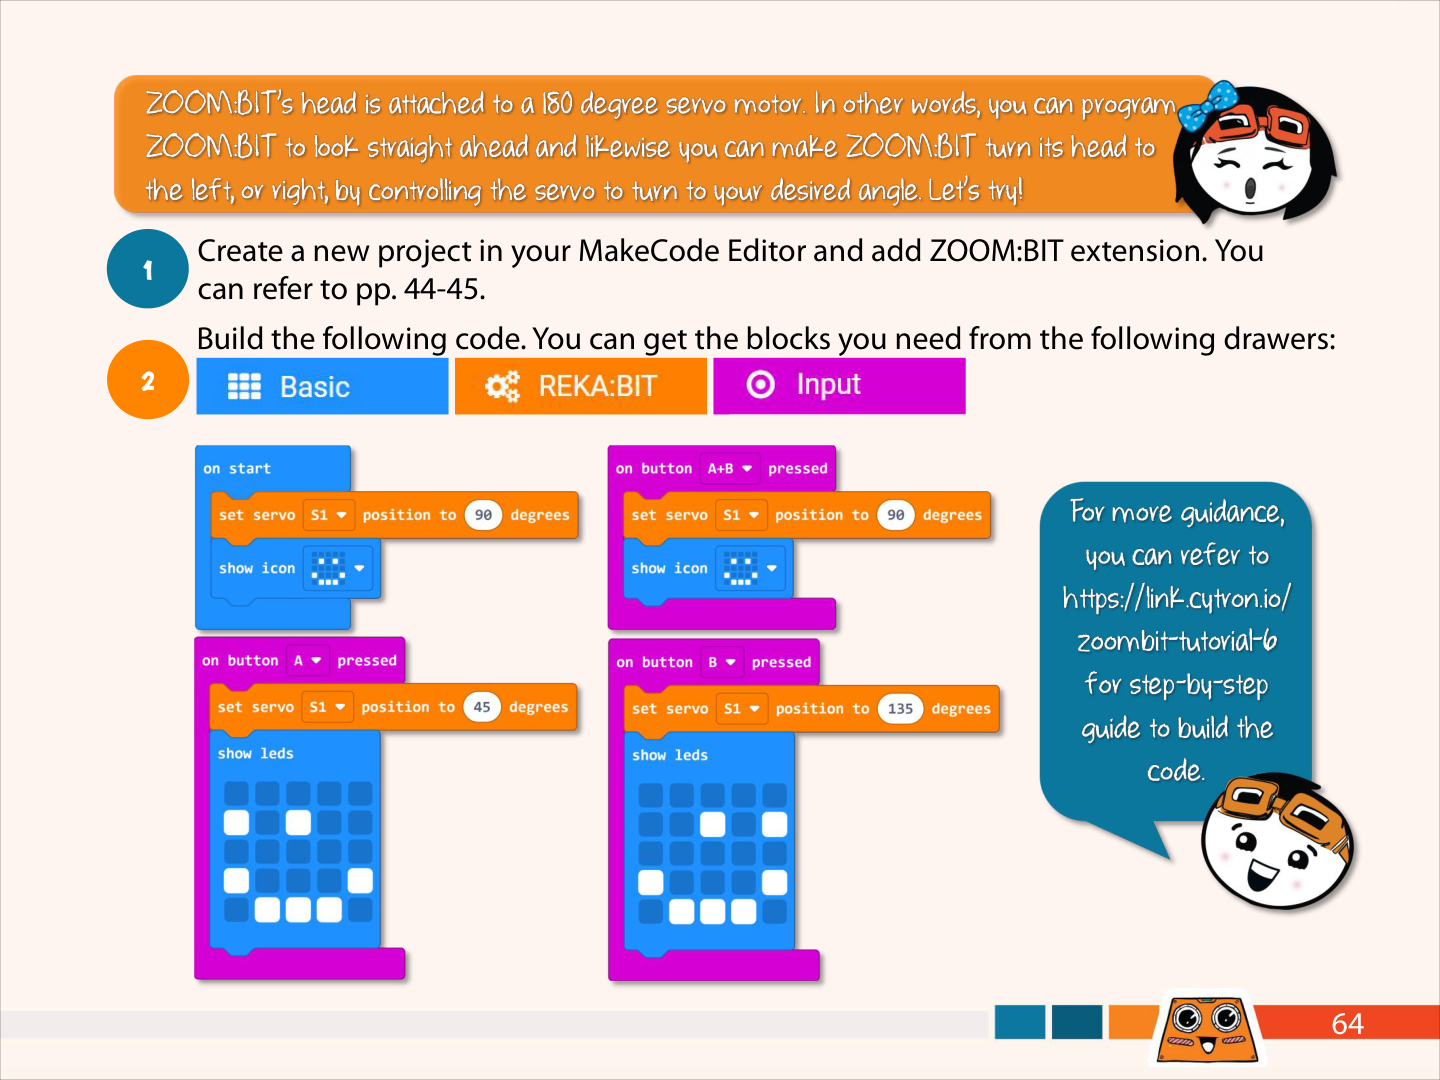 ZOOM:BIT's head is attached to a 180 degree servo motor. In other words, you can program
ZOOM:BIT to look straight ahead and likewise you can make ZOOM:BIT turn its head to
the left, or right, by controlling the servo to turn to your desired angle. Let's try!
1
Create a new project in your MakeCode Editor and add ZOOM:BIT extension. You
can refer to pp. 44-45.
2
Build the following code. You can get the blocks you need from the following drawers:
Basic
REKA:BIT
Input
on start
set servo S1 position to 90 degrees
show icon
on button A+B pressed
set servo S1 position to 90 degrees
show icon
on button A pressed
set servo S1 position to 45 degrees
show leds
on button B pressed
set servo S1 position to 135 degrees
show leds
For more guidance,
you can refer to
https://link.cytron.io/
zoombit-tutorial-6
for step-by-step
guide to build the
code.
64